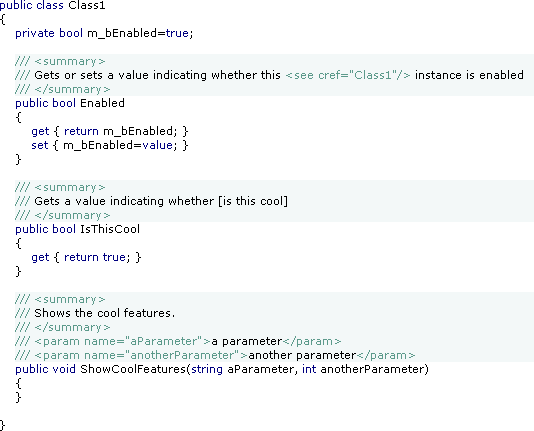 public class Class1
{
private bool m_bEnabled=true;
/// <summary>
/// Gets or sets a value indicating whether this <see cref="Class1"/> instance is enabled
/// </summary>
public bool Enabled
{
get { return m_bEnabled; }
set { m_bEnabled=value; }
}
/// <summary>
/// Gets a value indicating whether [is this cool]
/// </summary>
public bool IsThisCool
{
get { return true; }
}
/// <summary>
/// Shows the cool features.
/// </summary>
/// <param name="aParameter">a parameter</param>
/// <param name="anotherParameter">another parameter</param>
public void ShowCoolFeatures(string aParameter, int anotherParameter)
{
}
}